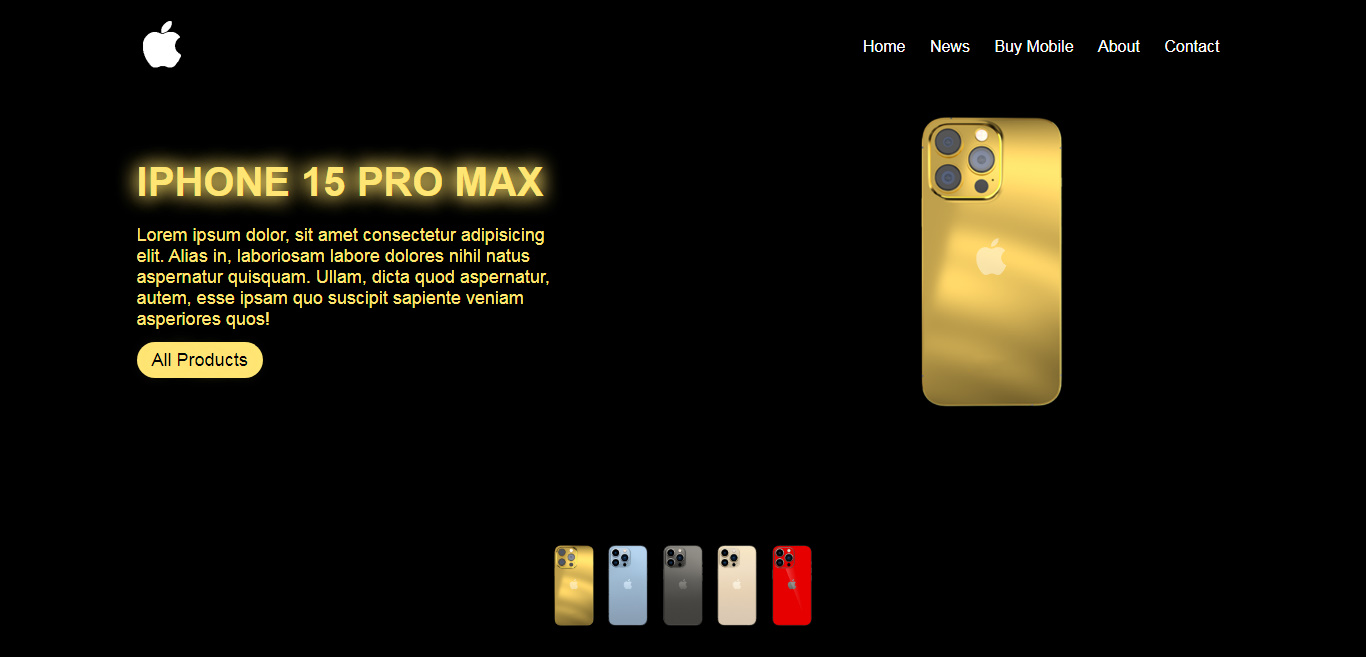 Home News Buy Mobile About Contact
IPHONE 15 PRO MAX
Lorem ipsum dolor, sit amet consectetur adipisicing
elit. Alias in, laboriosam labore dolores nihil natus
aspernatur quisquam. Ullam, dicta quod aspernatur,
autem, esse ipsam quo suscipit sapiente veniam
asperiores quos!
All Products